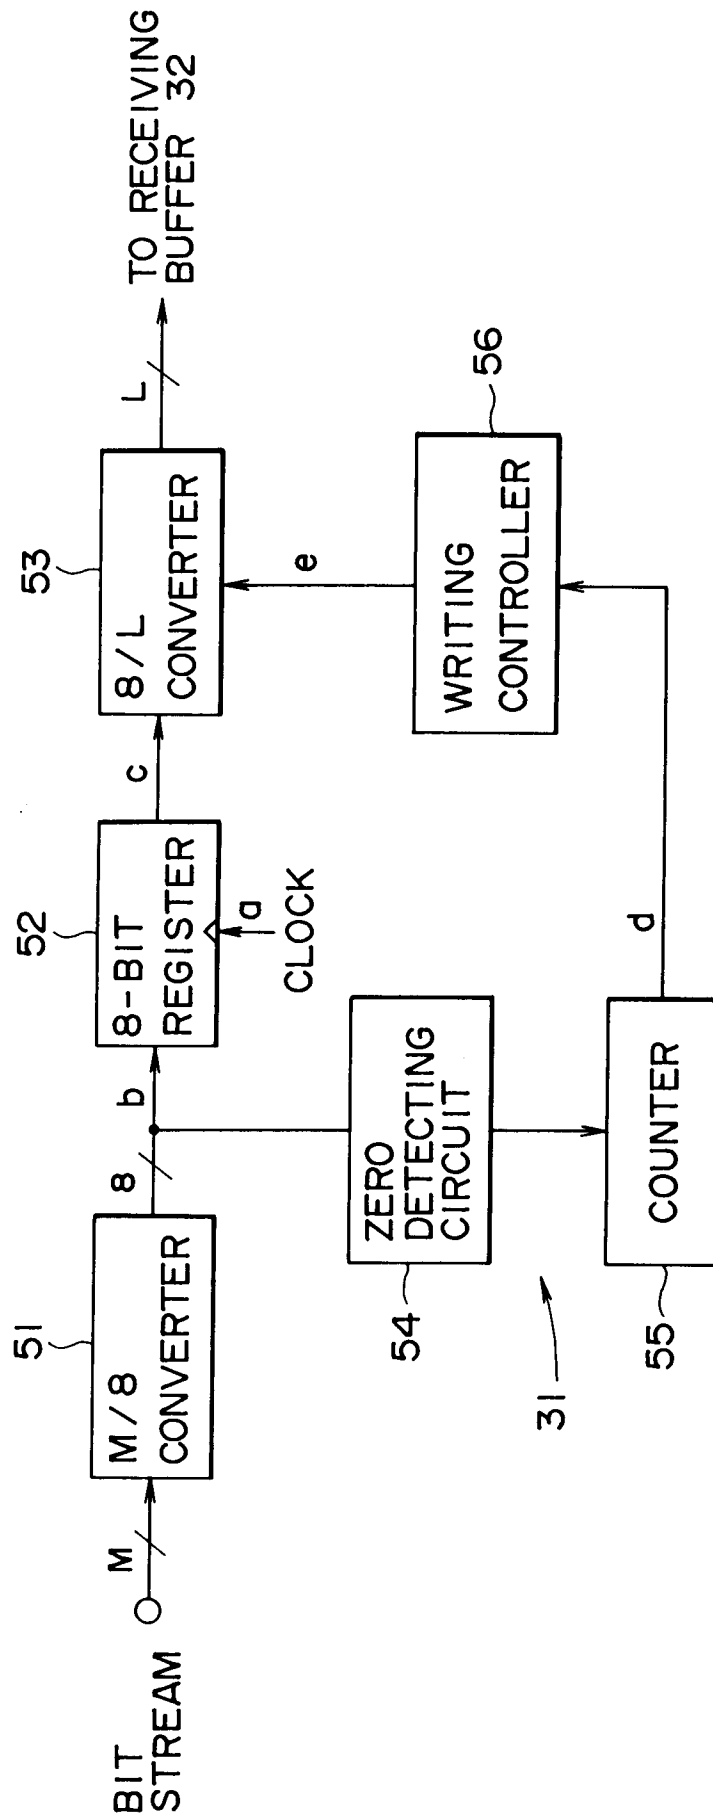 BIT
STREAM
M
51
M/8
CONVERTER
8
b
52
8-BIT
REGISTER
a
CLOCK
c
53
8/L
CONVERTER
L
TO RECEIVING
BUFFER 32
e
54
ZERO
DETECTING
CIRCUIT
31
55
COUNTER
d
WRITING
CONTROLLER
56